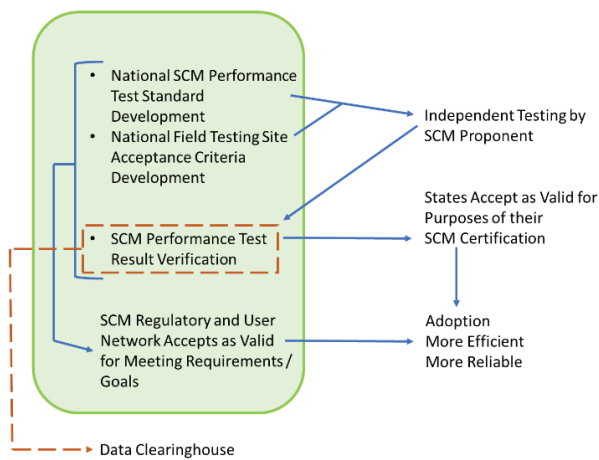 • National SCM Performance
Test Standard
Development
• National Field Testing Site
Acceptance Criteria
Development
Independent Testing by
SCM Proponent
• SCM Performance Test
Result Verification
States Accept as Valid for
Purposes of their
SCM Certification
SCM Regulatory and User
Network Accepts as Valid
for Meeting Requirements /
Goals
Adoption
More Efficient
More Reliable
Data Clearinghouse